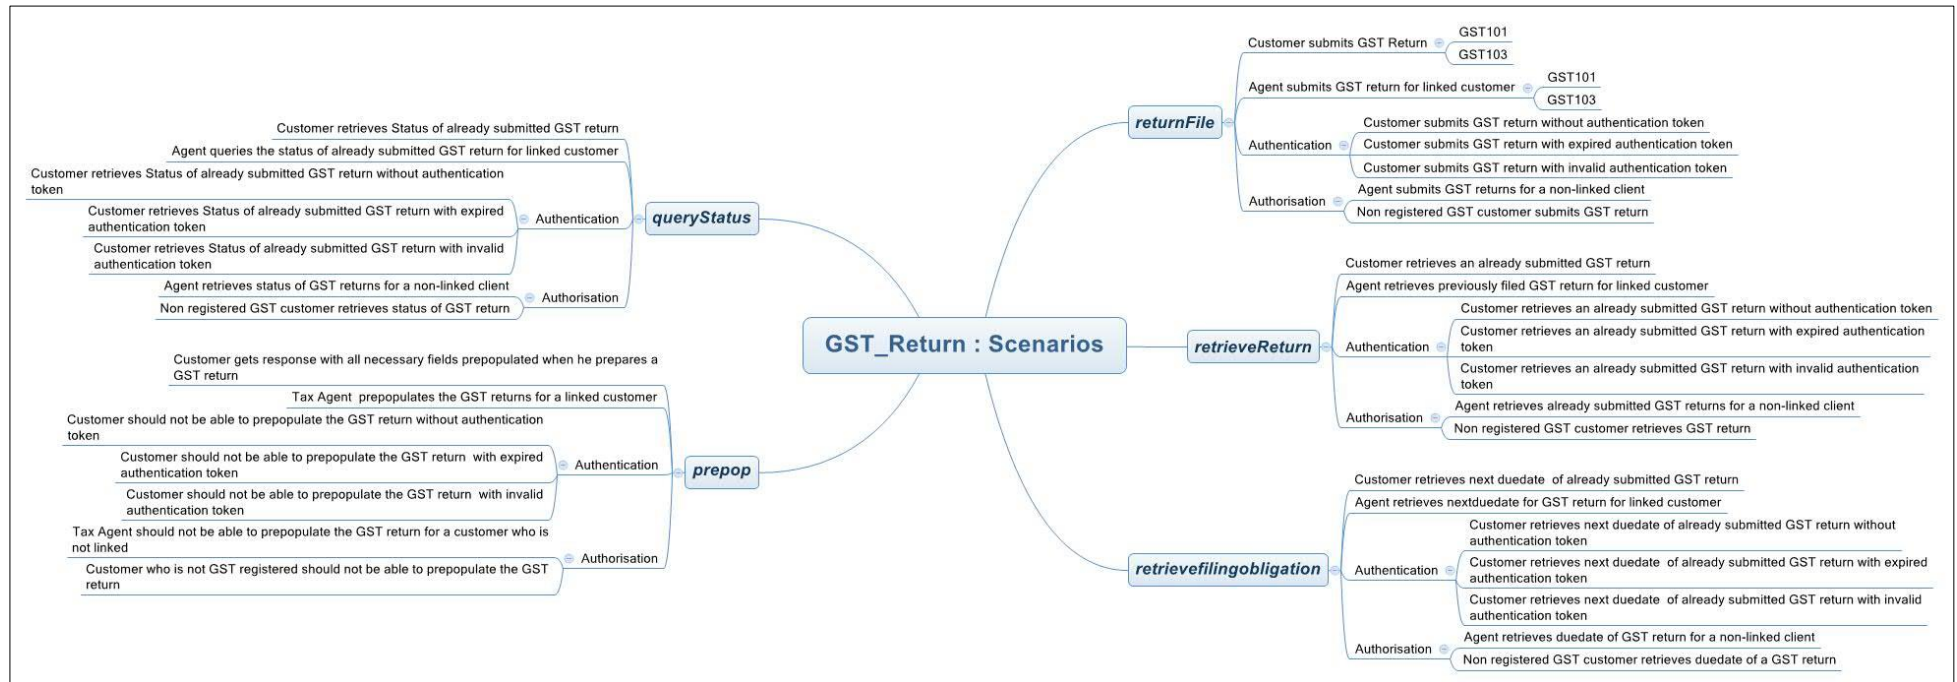 GST_Return : Scenarios
returnFile
Customer submits GST Return
GST101
GST103
Agent submits GST return for linked customer
GST101
GST103
Authentication
Customer submits GST return without authentication token
Customer submits GST return with expired authentication token
Customer submits GST return with invalid authentication token
Authorisation
Agent submits GST returns for a non-linked client
Non registered GST customer submits GST return
retrieveReturn
Customer retrieves an already submitted GST return
Agent retrieves previously filed GST return for linked customer
Authentication
Customer retrieves an already submitted GST return without authentication token
Customer retrieves an already submitted GST return with expired authentication
token
Customer retrieves an already submitted GST return with invalid authentication
token
Authorisation
Agent retrieves already submitted GST returns for a non-linked client
Non registered GST customer retrieves GST return
retrievefilingobligation
Customer retrieves next duedate of already submitted GST return
Agent retrieves nextduedate for GST return for linked customer
Authentication
Customer retrieves next duedate of already submitted GST return without
authentication token
Customer retrieves next duedate of already submitted GST return with expired
authentication token
Customer retrieves next duedate of already submitted GST return with invalid
authentication token
Authorisation
Agent retrieves duedate of GST return for a non-linked client
Non registered GST customer retrieves duedate of a GST return
queryStatus
Customer retrieves Status of already submitted GST return
Agent queries the status of already submitted GST return for linked customer
Authentication
Customer retrieves Status of already submitted GST return without authentication
token
Customer retrieves Status of already submitted GST return with expired
authentication token
Customer retrieves Status of already submitted GST return with invalid
authentication token
Authorisation
Agent retrieves status of GST returns for a non-linked client
Non registered GST customer retrieves status of GST return
prepop
Customer gets response with all necessary fields prepopulated when he prepares a
GST return
Tax Agent prepopulates the GST returns for a linked customer
Authentication
Customer should not be able to prepopulate the GST return without authentication
token
Customer should not be able to prepopulate the GST return with expired
authentication token
Customer should not be able to prepopulate the GST return with invalid
authentication token
Authorisation
Tax Agent should not be able to prepopulate the GST return for a customer who is
not linked
Customer who is not GST registered should not be able to prepopulate the GST
return